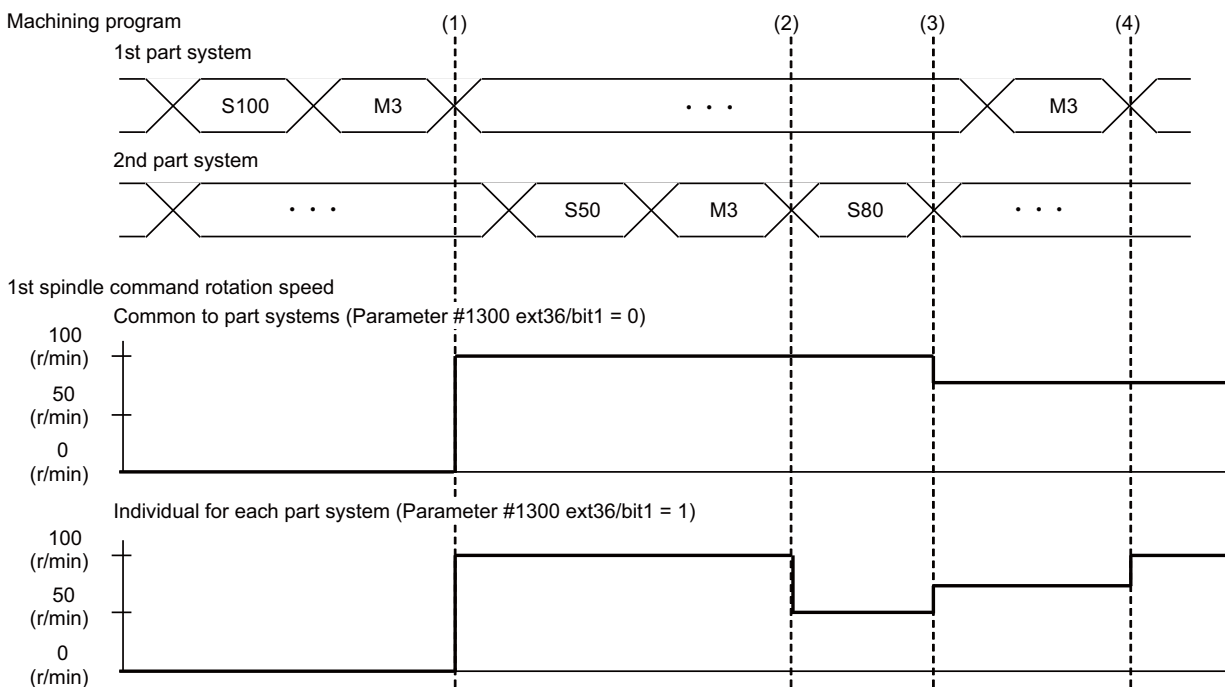 Machining program
(1) (2) (3) (4)
1st part system
S100 M3 · · · M3
2nd part system
· · · S50 M3 S80 · · ·
1st spindle command rotation speed
Common to part systems (Parameter #1300 ext36/bit1 = 0)
100
(r/min)
50
(r/min)
0
(r/min)
Individual for each part system (Parameter #1300 ext36/bit1 = 1)
100
(r/min)
50
(r/min)
0
(r/min)